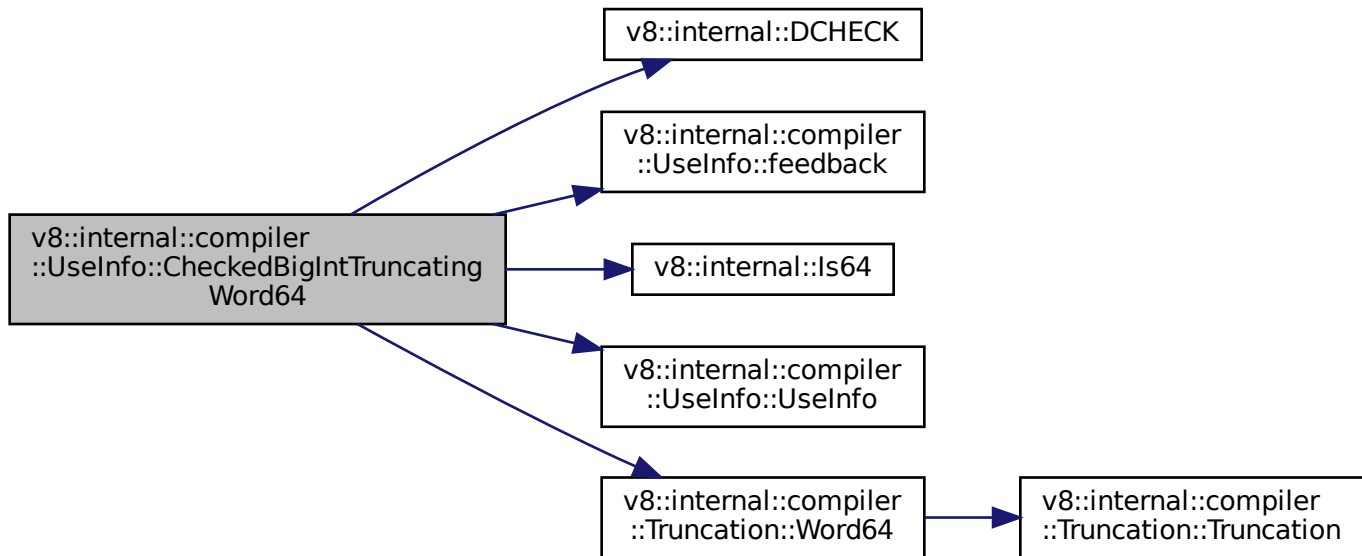 v8::internal::DCHECK
v8::internal::compiler
::UseInfo::feedback
v8::internal::compiler
::UseInfo::CheckedBigIntTruncating
Word64
v8::internal::Is64
v8::internal::compiler
::UseInfo::UseInfo
v8::internal::compiler
::Truncation::Word64
v8::internal::compiler
::Truncation::Truncation